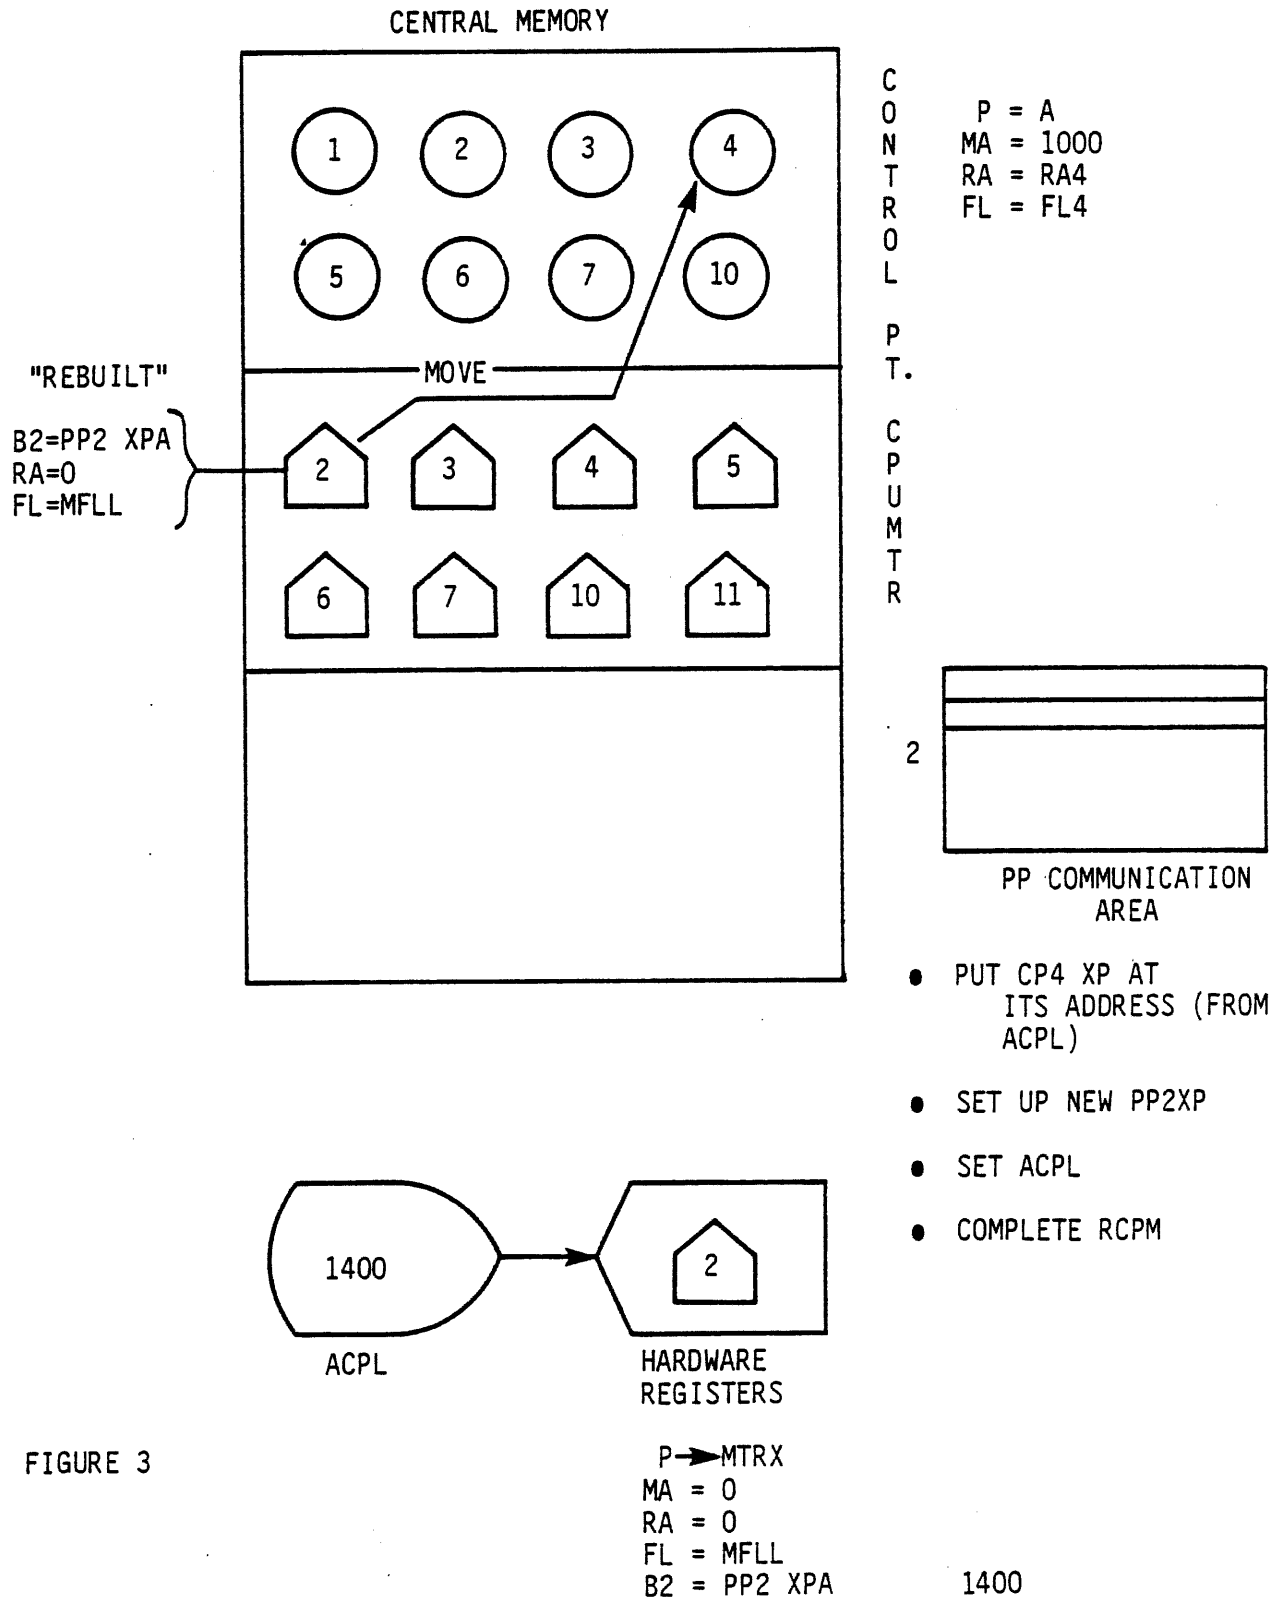 CENTRAL MEMORY
CONTROL PT. CPUMTR
1 2 3 4
5 6 7 10
P = A
MA = 1000
RA = RA4
FL = FL4
MOVE
"REBUILT"
B2=PP2 XPA
RA=0
FL=MFLL
2 3 4 5
6 7 10 11
2
PP COMMUNICATION
AREA
● PUT CP4 XP AT
ITS ADDRESS (FROM
ACPL)
● SET UP NEW PP2XP
● SET ACPL
● COMPLETE RCPM
1400
2
ACPL
HARDWARE
REGISTERS
FIGURE 3
P→MTRX
MA = 0
RA = 0
FL = MFLL
B2 = PP2 XPA
1400